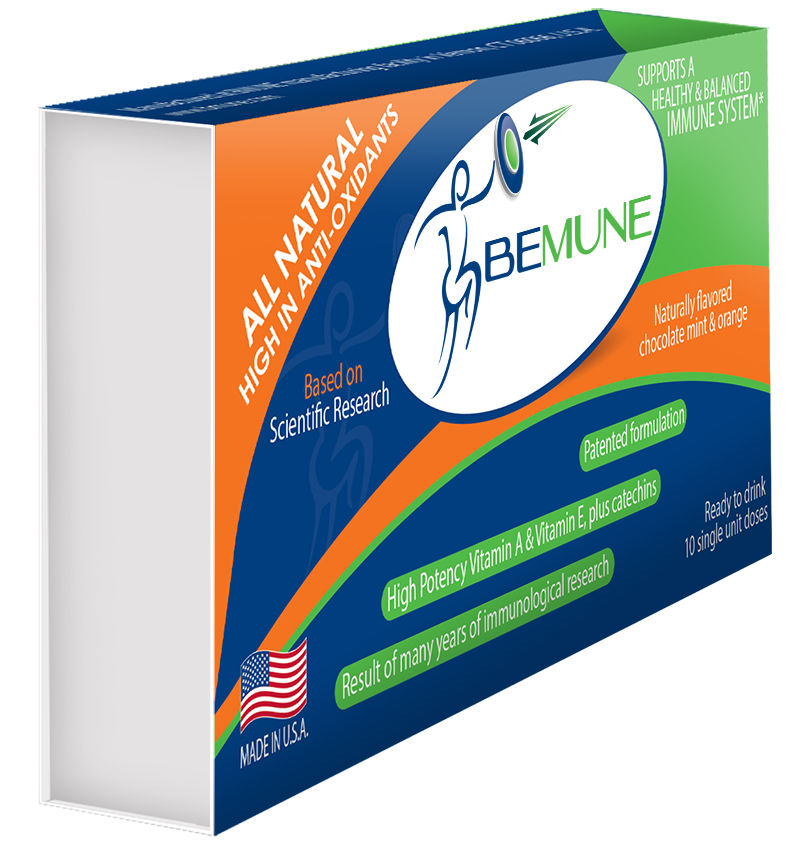 ALL NATURAL
HIGH IN ANTI-OXIDANTS
SUPPORTS A
HEALTHY & BALANCED
IMMUNE SYSTEM*
BEMUNE
Naturally flavored
chocolate mint & orange
Based on
Scientific Research
Patented formulation
High Potency Vitamin A & Vitamin E, plus catechins
Result of many years of immunological research
Ready to drink
10 single unit doses
MADE IN U.S.A.